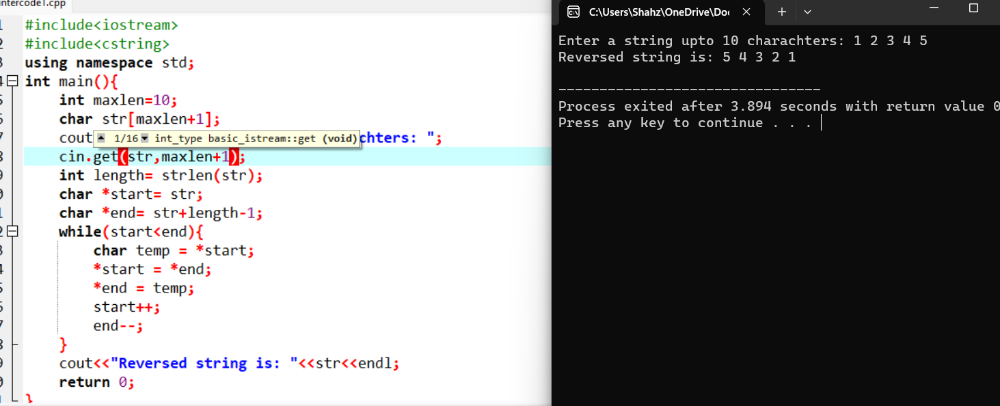 intercode1.cpp
#include<iostream>
#include<cstring>
using namespace std;
int main(){
int maxlen=10;
char str[maxlen+1];
cout chters: ";
1/16 int_type basic_istream::get (void)
cin.get(str,maxlen+1);
int length= strlen(str);
char *start= str;
char *end= str+length-1;
while(start<end){
char temp = *start;
*start = *end;
*end = temp;
start++;
end--;
}
cout<<"Reversed string is: "<<str<<endl;
return 0;
}
C:\Users\Shahz\OneDrive\Doc
Enter a string upto 10 charachters: 1 2 3 4 5
Reversed string is: 5 4 3 2 1
--------------------------------
Process exited after 3.894 seconds with return value 0
Press any key to continue . . .